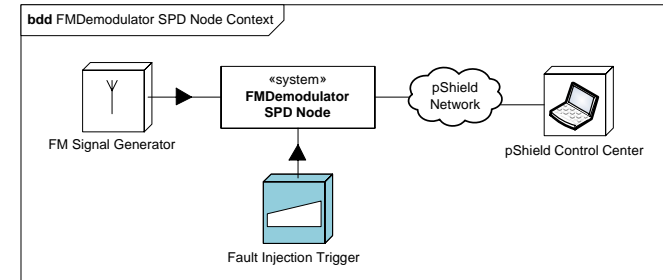 bdd FMDemodulator SPD Node Context
«system»
FMDemodulator
SPD Node
pShield
Network
FM Signal Generator
pShield Control Center
Fault Injection Trigger